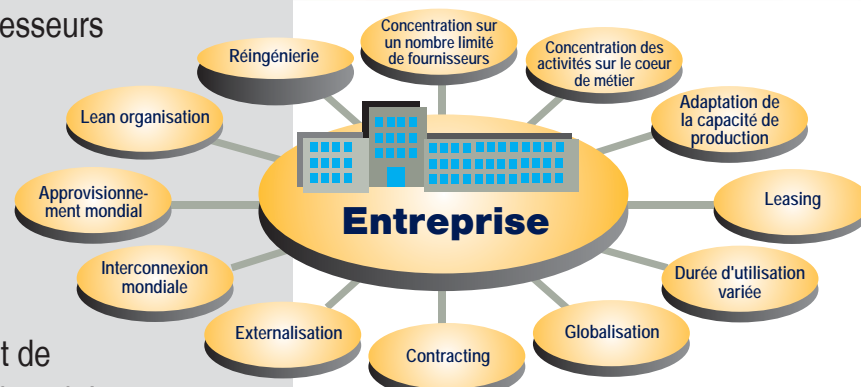 esseurs
Concentration sur
un nombre limité
de fournisseurs
Concentration des
activités sur le coeur
de métier
Réingénierie
Adaptation de
la capacité de
production
Lean organisation
Approvisionne-
ment mondial
Leasing
Entreprise
Interconnexion
mondiale
Durée d'utilisation
variée
Externalisation
Globalisation
Contracting
t de